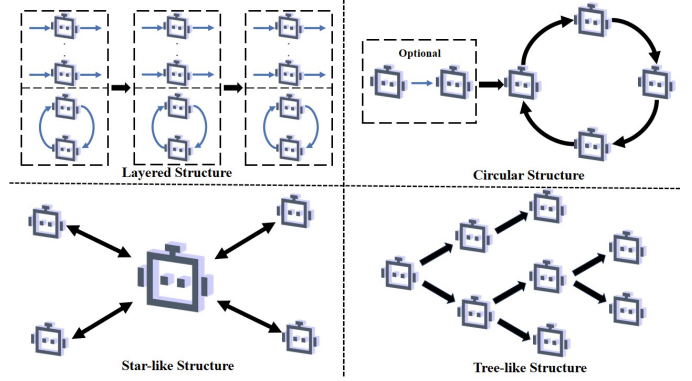 Optional
Layered Structure
Circular Structure
Star-like Structure
Tree-like Structure